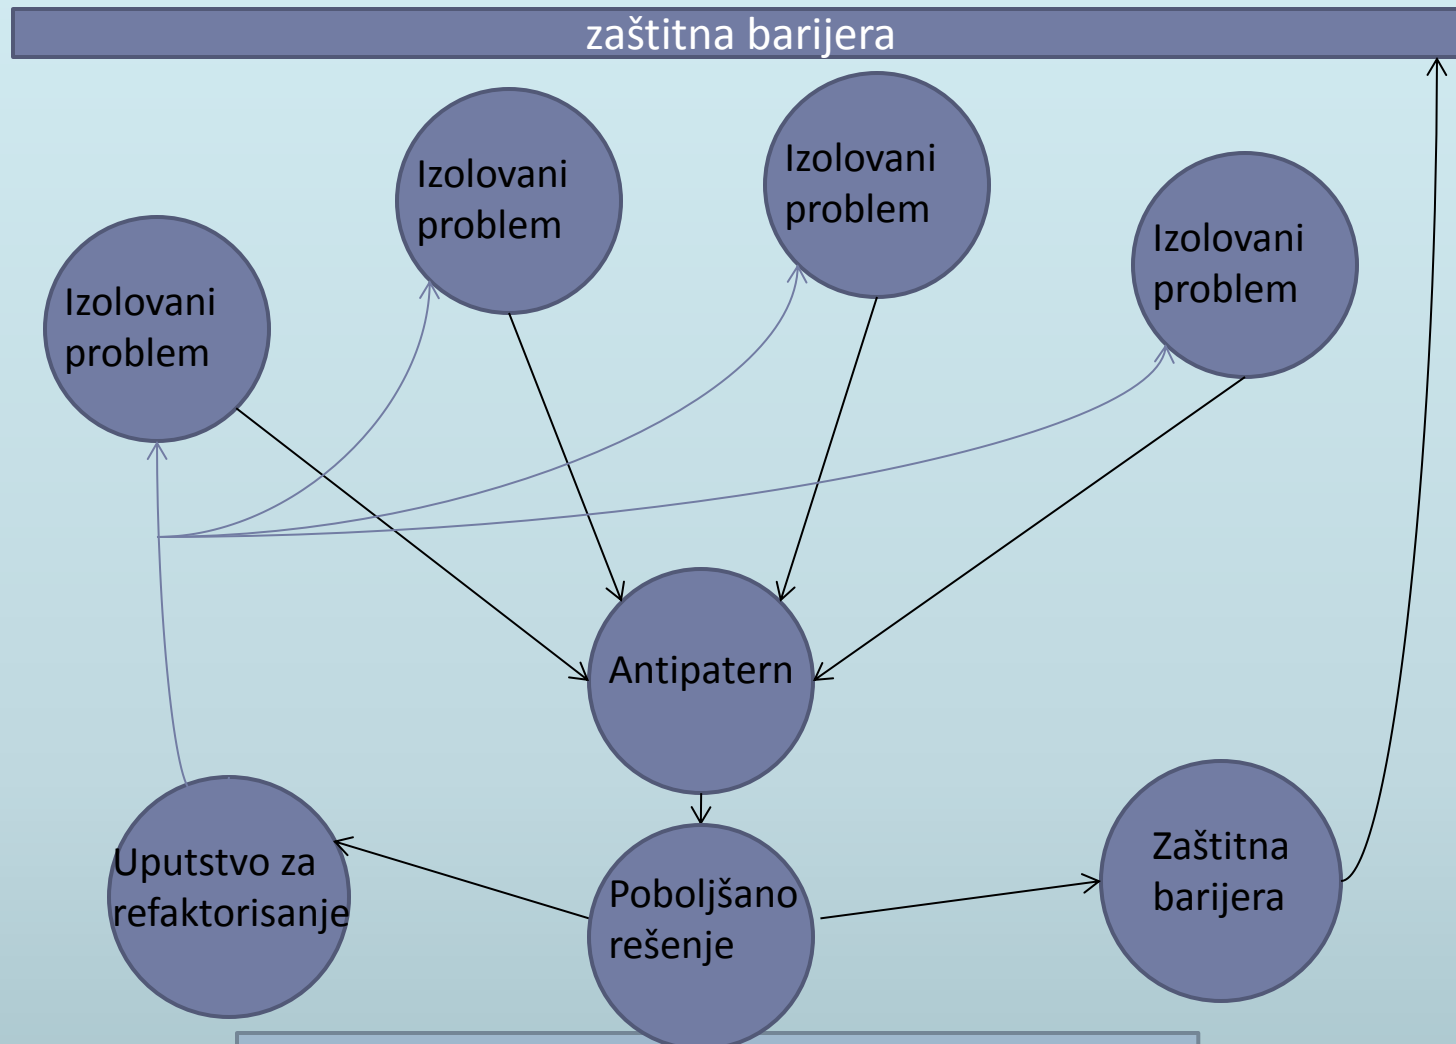 zaštitna barijera
Izolovani
problem
Izolovani
problem
Izolovani
problem
Izolovani
problem
Antipatern
Uputstvo za
refaktorisanje
Poboljšano
rešenje
Zaštitna
barijera